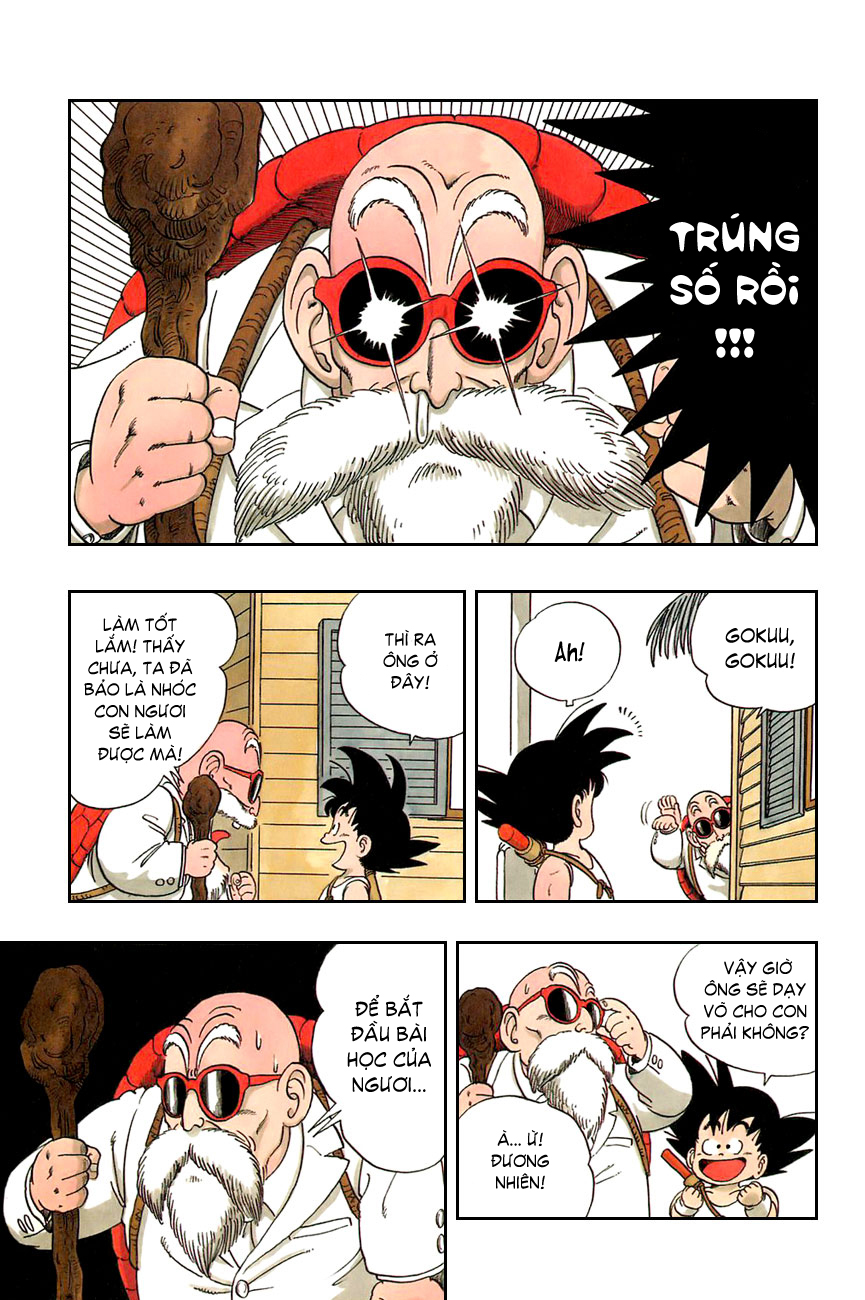 TRÚNG
SỐ RỒI
!!!
GOKUU,
GOKUU!
Ah!
THÌ RA
ÔNG Ở
ĐÂY!
LÀM TỐT
LẮM! THẤY
CHƯA, TA ĐÃ
BẢO LÀ NHÓC
CON NGƯƠI
SẼ LÀM
ĐƯỢC MÀ!
VẬY GIỜ
ÔNG SẼ DẠY
VÕ CHO CON
PHẢI KHÔNG?
À... Ừ!
ĐƯƠNG
NHIÊN!
ĐỂ BẮT
ĐẦU BÀI
HỌC CỦA
NGƯƠI...